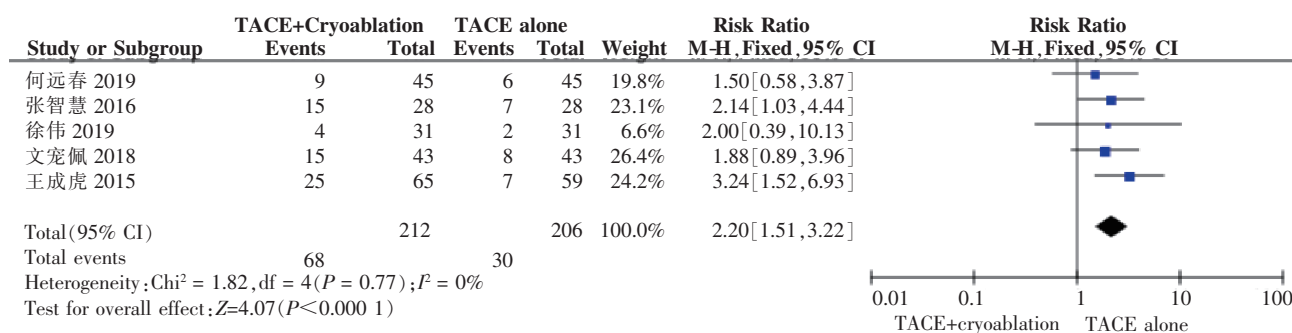 TACE+Cryoablation TACE alone Risk Ratio Risk Ratio
Study or Subgroup Events Total Events Total Weight M-H,Fixed,95% CI M-H,Fixed,95% CI
何远春 2019 9 45 6 45 19.8% 1.50[0.58,3.87]
张智慧 2016 15 28 7 28 23.1% 2.14[1.03,4.44]
徐伟 2019 4 31 2 31 6.6% 2.00[0.39,10.13]
文宠佩 2018 15 43 8 43 26.4% 1.88[0.89,3.96]
王成虎 2015 25 65 7 59 24.2% 3.24[1.52,6.93]
Total(95% CI) 212 206 100.0% 2.20[1.51,3.22]
Total events 68 30
Heterogeneity:Chi² = 1.82,df = 4(P = 0.77);I² = 0%
Test for overall effect:Z=4.07(P<0.000 1)
0.01 0.1 1 10 100
TACE+cryoablation TACE alone